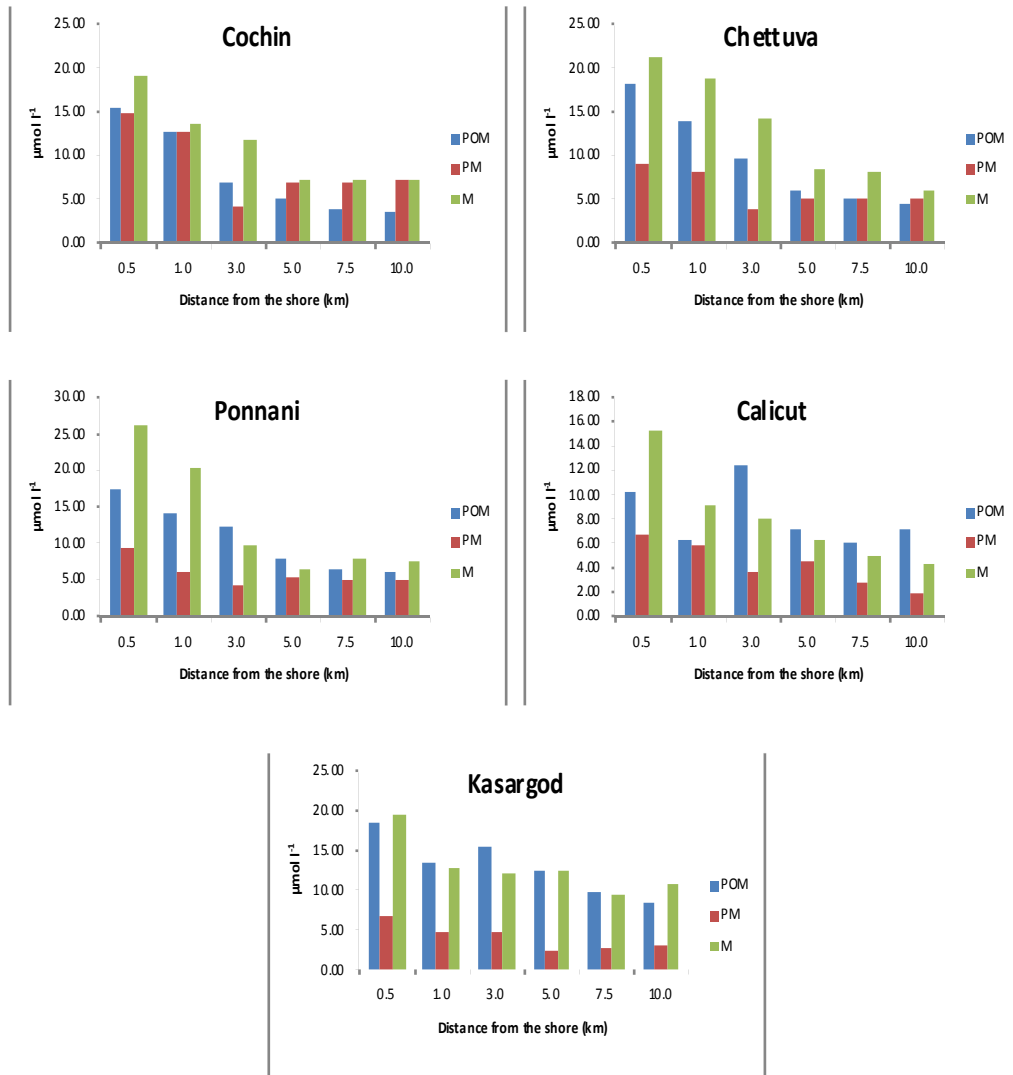 Cochin
25.00
20.00
15.00
10.00
5.00
0.00
µmol l⁻¹
0.5 1.0 3.0 5.0 7.5 10.0
Distance from the shore (km)
POM
PM
M
Chettuva
25.00
20.00
15.00
10.00
5.00
0.00
µmol l⁻¹
0.5 1.0 3.0 5.0 7.5 10.0
Distance from the shore (km)
POM
PM
M
Ponnani
30.00
25.00
20.00
15.00
10.00
5.00
0.00
µmol l⁻¹
0.5 1.0 3.0 5.0 7.5 10.0
Distance from the shore (km)
POM
PM
M
Calicut
18.00
16.00
14.00
12.00
10.00
8.00
6.00
4.00
2.00
0.00
µmol l⁻¹
0.5 1.0 3.0 5.0 7.5 10.0
Distance from the shore (km)
POM
PM
M
Kasargod
25.00
20.00
15.00
10.00
5.00
0.00
µmol l⁻¹
0.5 1.0 3.0 5.0 7.5 10.0
Distance from the shore (km)
POM
PM
M